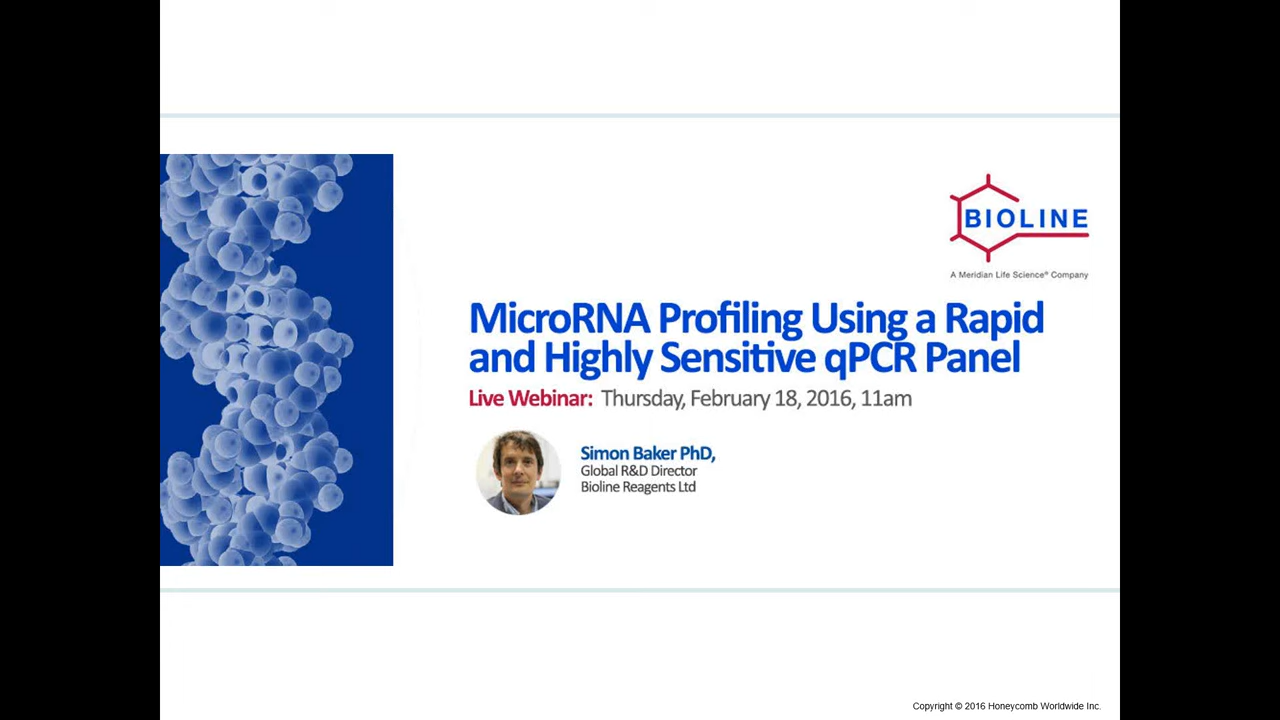 BIOLINE
A Meridian Life Science® Company
MicroRNA Profiling Using a Rapid
and Highly Sensitive qPCR Panel
Live Webinar: Thursday, February 18, 2016, 11am
Simon Baker PhD,
Global R&D Director
Bioline Reagents Ltd
Copyright © 2016 Honeycomb Worldwide Inc.